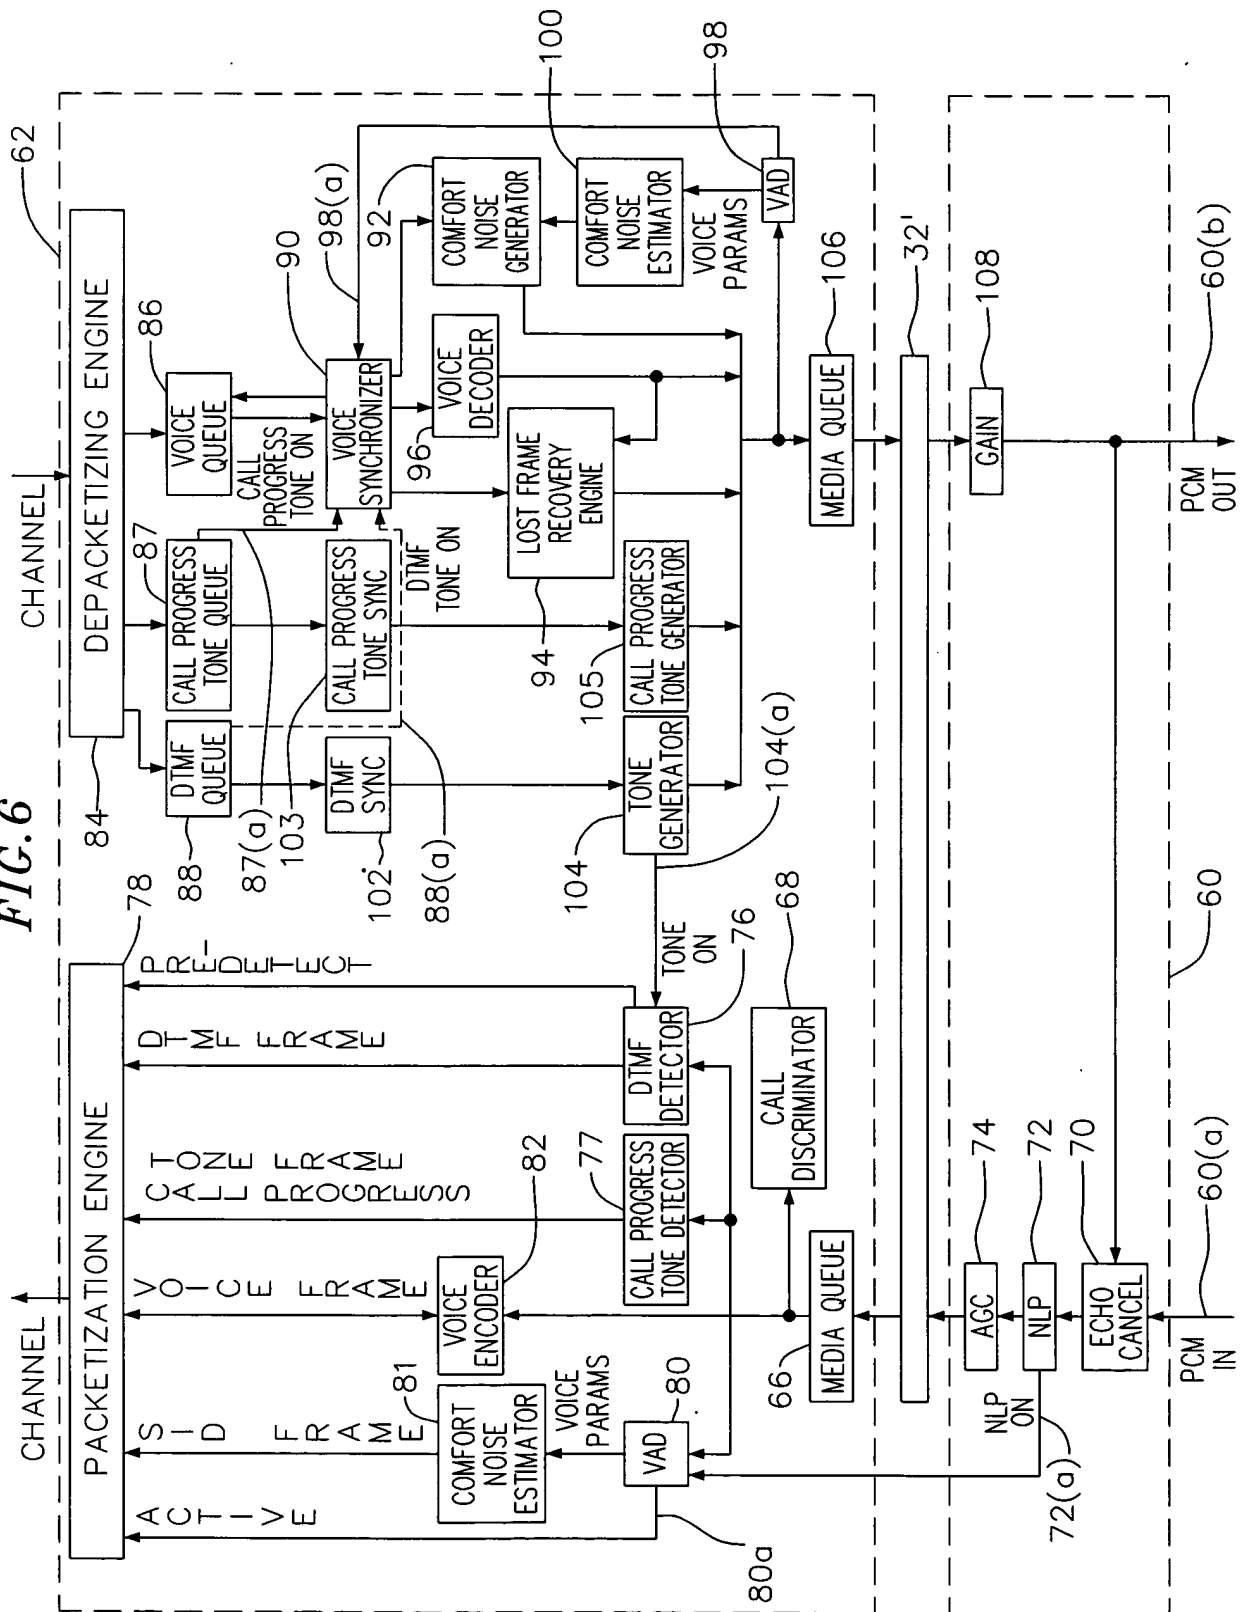 FIG.6
CHANNEL
PACKETIZATION ENGINE
78
ACTIVE
SID FRAME
VOICE FRAME
CALL PROGRESS
TONE FRAME
DTMF FRAME
PRE-
DETECT
80a
VAD
80
VOICE
PARAMS
COMFORT
NOISE
ESTIMATOR
81
VOICE
ENCODER
82
CALL PROGRESS
TONE DETECTOR
77
DTMF
DETECTOR
76
TONE
ON
CALL
DISCRIMINATOR
68
MEDIA QUEUE
66
CHANNEL
DEPACKETIZING ENGINE
62
84
DTMF
QUEUE
88
CALL PROGRESS
TONE QUEUE
87
87(a)
VOICE
QUEUE
86
CALL
PROGRESS
TONE ON
DTMF
SYNC
102
CALL PROGRESS
TONE SYNC
103
88(a)
DTMF
TONE ON
VOICE
SYNCHRONIZER
90
98(a)
VOICE
DECODER
96
COMFORT
NOISE
GENERATOR
92
LOST FRAME
RECOVERY
ENGINE
94
COMFORT
NOISE
ESTIMATOR
100
VOICE
PARAMS
VAD
98
TONE
GENERATOR
104
104(a)
CALL PROGRESS
TONE GENERATOR
105
MEDIA QUEUE
106
32'
AGC
74
NLP
72
NLP
ON
72(a)
ECHO
CANCEL
70
PCM
IN
60(a)
60
GAIN
108
PCM
OUT
60(b)